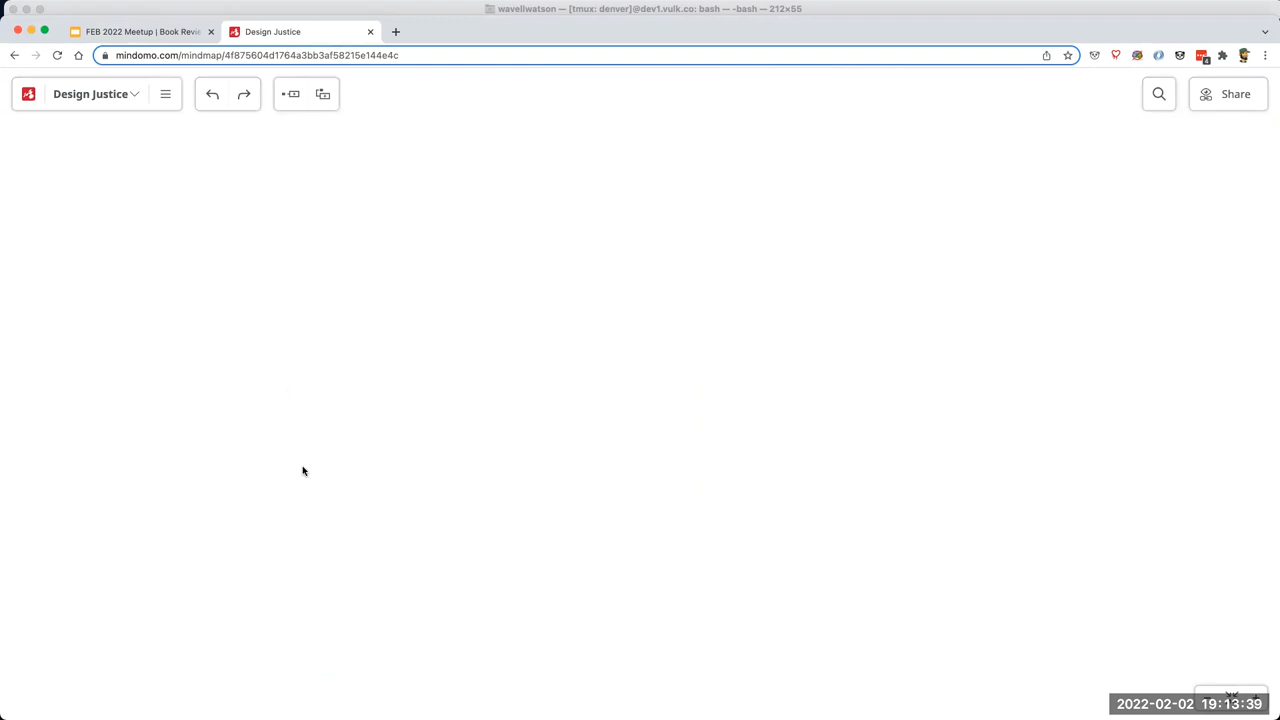 wavellwatson — [tmux: denver]@dev1.vulk.co: bash — -bash — 212×55
FEB 2022 Meetup | Book Revie
Design Justice
mindomo.com/mindmap/4f875604d1764a3bb3af58215e144e4c
4
Design Justice
Share
2022-02-02 19:13:39